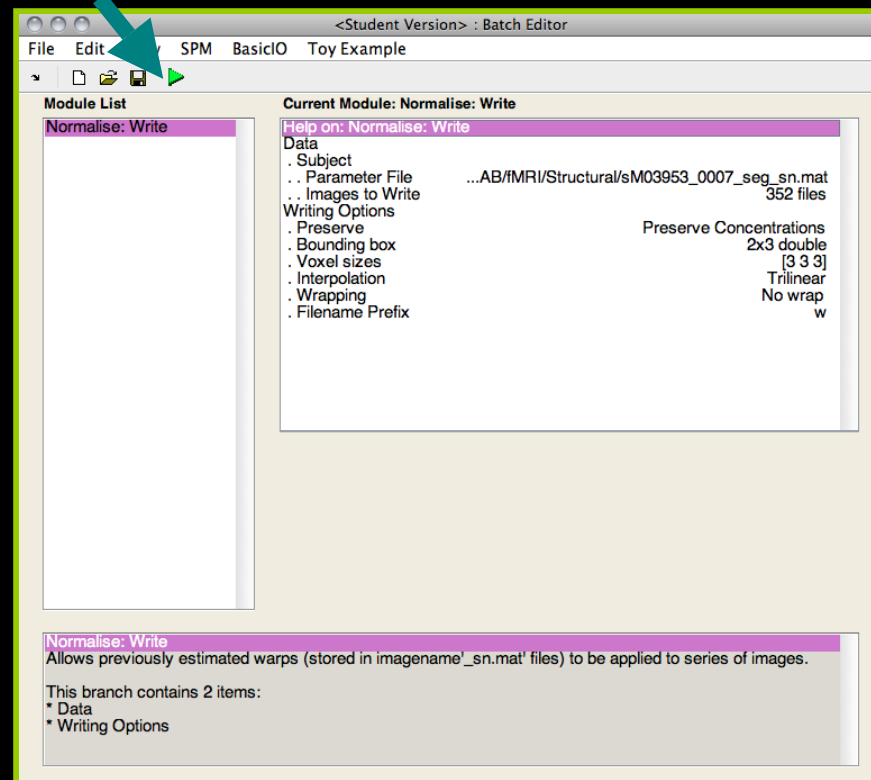 <Student Version> : Batch Editor
File Edit SPM BasicIO Toy Example
Module List
Current Module: Normalise: Write
Normalise: Write
Help on: Normalise: Write
Data
. Subject
. . Parameter File ...AB/fMRI/Structural/sM03953_0007_seg_sn.mat
. . Images to Write 352 files
Writing Options
. Preserve Preserve Concentrations
. Bounding box 2x3 double
. Voxel sizes [3 3 3]
. Interpolation Trilinear
. Wrapping No wrap
. Filename Prefix w
Normalise: Write
Allows previously estimated warps (stored in imagename'_sn.mat' files) to be applied to series of images.
This branch contains 2 items:
* Data
* Writing Options